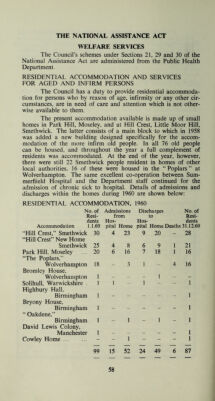 THE NATIONAL ASSISTANCE ACT
WELFARE SERVICES
The Council's schemes under Sections 21, 29 and 30 of the
National Assistance Act are administered from the Public Health
Department.
RESIDENTIAL ACCOMMODATION AND SERVICES
FOR AGED AND INFIRM PERSONS
The Council has a duty to provide residential accommoda-
tion for persons who by reason of age, infirmity or any other cir-
cumstances, are in need of care and attention which is not other-
wise available to them.
The present accommodation is made up of small
homes in Park Hill, Moseley, and at Hill Crest, Little Moor Hill,
Smethwick. The latter consists of a main block to which in 1958
was added a new building designed specifically for the accom-
modation of the more infirm old people. In all 76 old people
can be housed, and throughout the year a full complement of
residents was accommodated. At the end of the year, however,
there were still 22 Smethwick people resident in homes of other
local authorities, 16 of these were housed in the "Poplars" at
Wolverhampton. The same excellent co-operation between Sum-
merfield Hospital and the Department staff continued for the
admission of chronic sick to hospital. Details of admissions and
discharges within the homes during 1960 are shown below:
RESIDENTIAL ACCOMMODATION, 1960
No. of Admissions Discharges No. of
Resi- from to Resi-
dents Hos- Hos- dents
Accommodation 1.1.60 pital Home pital Home Deaths 31.12.60
"Hill Crest," Smethwick 30 4 23 9 20 - 28
"Hill Crest" New Home
Smethwick 25 4 8 6 9 1 21
Park Hill, Moseley ... 20 6 16 7 18 1 16
"The Poplars,"
Wolverhampton 18 - 3 1 - 4 16
Bromley House,
Wolverhampton 1 - - - - - 1
Solihull, Warwickshire 1 - 1 - 1 - 1
Highbury Hall,
Birmingham 1 - - - - - 1
Bryony House,
Birmingham 1 - - - - - 1
"Oakdene,"
Birmingham 1 1 - 1 - - 1
David Lewis Colony,
Manchester 1 - - - - - 1
Cowley Home ... - - 1 - 1 - -
99 15 52 24 49 6 87
58